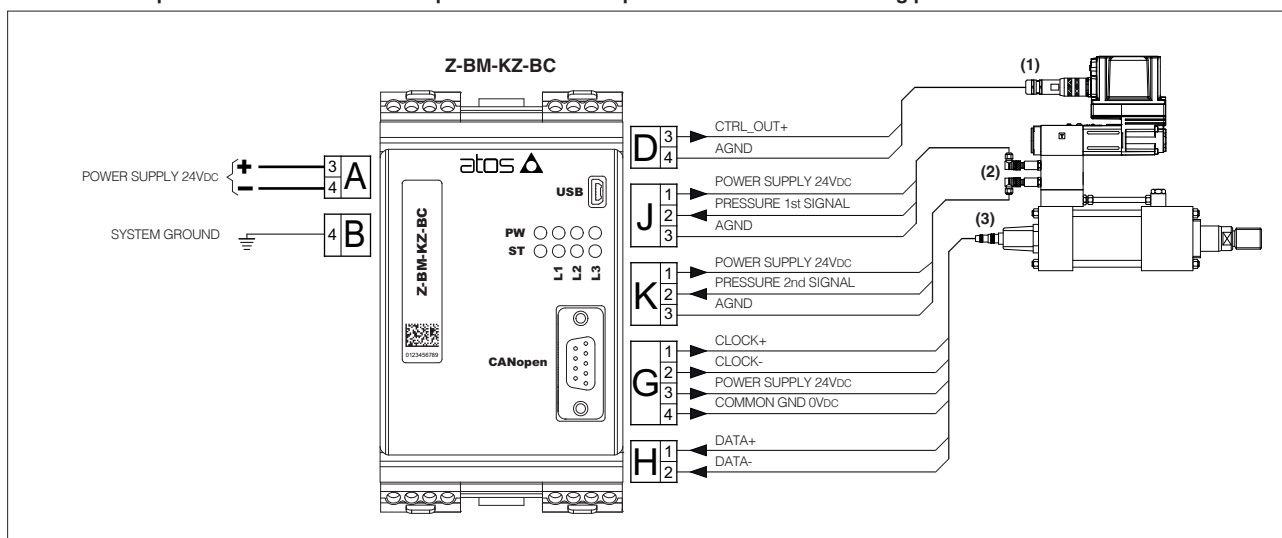 Z-BM-KZ-BC
(1)
POWER SUPPLY 24VDC
+
-
3
4
A
SYSTEM GROUND
4
B
atos
USB
PW
ST
L1
L2
L3
Z-BM-KZ-BC
0123456789
CANopen
D
3
4
CTRL_OUT+
AGND
J
1
2
3
POWER SUPPLY 24VDC
PRESSURE 1st SIGNAL
AGND
K
1
2
3
POWER SUPPLY 24VDC
PRESSURE 2nd SIGNAL
AGND
G
1
2
3
4
CLOCK+
CLOCK-
POWER SUPPLY 24VDC
COMMON GND 0VDC
H
1
2
DATA+
DATA-
(2)
(3)
T